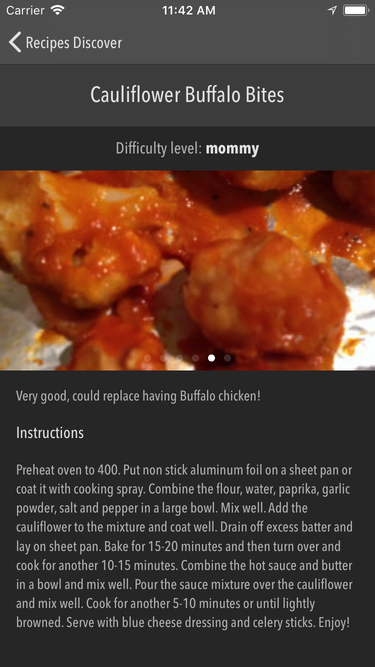 Carrier 11:42 AM
Recipes Discover
Cauliflower Buffalo Bites
Difficulty level: mommy
Very good, could replace having Buffalo chicken!
Instructions
Preheat oven to 400. Put non stick aluminum foil on a sheet pan or
coat it with cooking spray. Combine the flour, water, paprika, garlic
powder, salt and pepper in a large bowl. Mix well. Add the
cauliflower to the mixture and coat well. Drain off excess batter and
lay on sheet pan. Bake for 15-20 minutes and then turn over and
cook for another 10-15 minutes. Combine the hot sauce and butter
in a bowl and mix well. Pour the sauce mixture over the cauliflower
and mix well. Cook for another 5-10 minutes or until lightly
browned. Serve with blue cheese dressing and celery sticks. Enjoy!